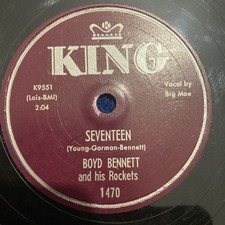 KING
K9551
(Lois-BMI)
2:04
Vocal by
Big Moe
SEVENTEEN
(Young-Gorman-Bennett)
BOYD BENNETT
and his Rockets
1470